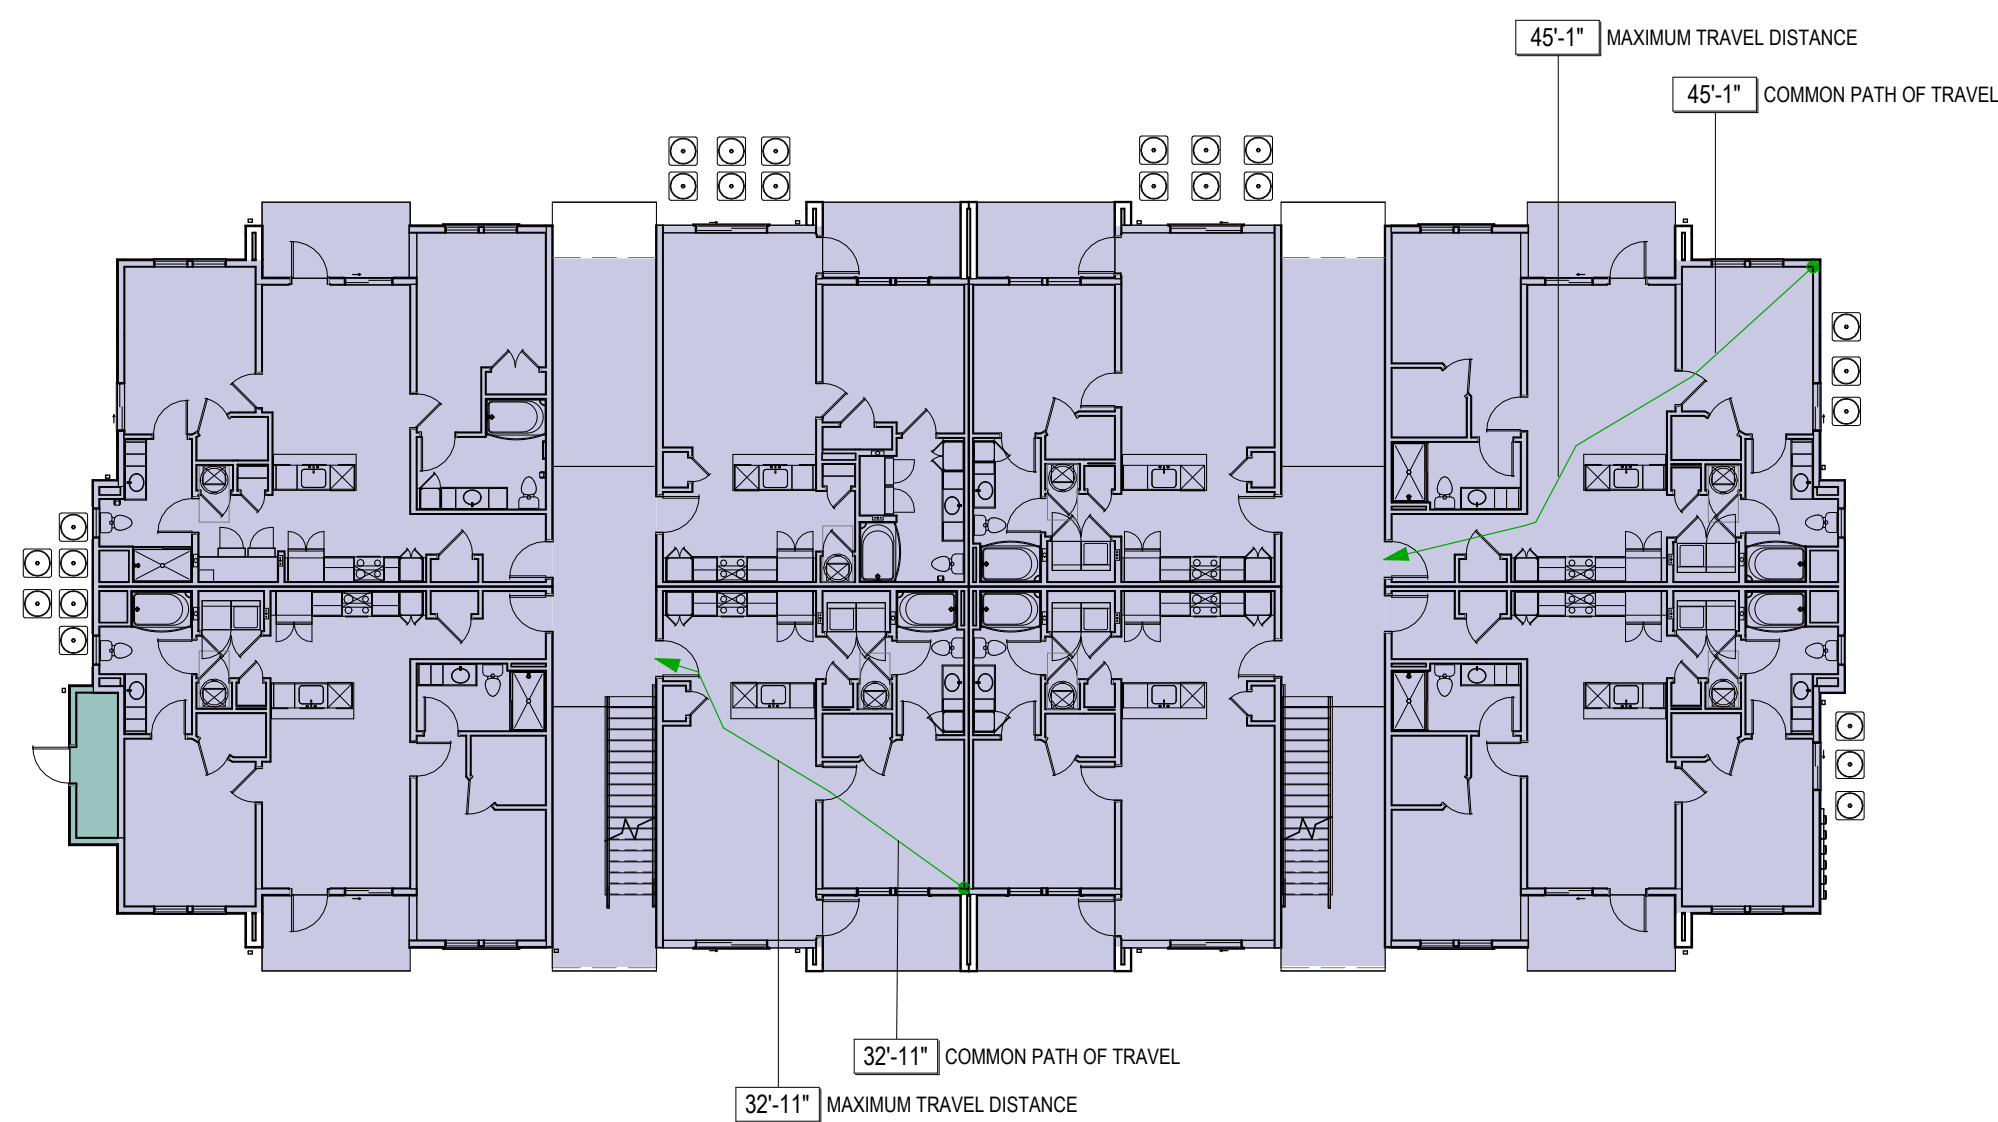 45'-1" MAXIMUM TRAVEL DISTANCE
45'-1" COMMON PATH OF TRAVEL
32'-11" COMMON PATH OF TRAVEL
32'-11" MAXIMUM TRAVEL DISTANCE